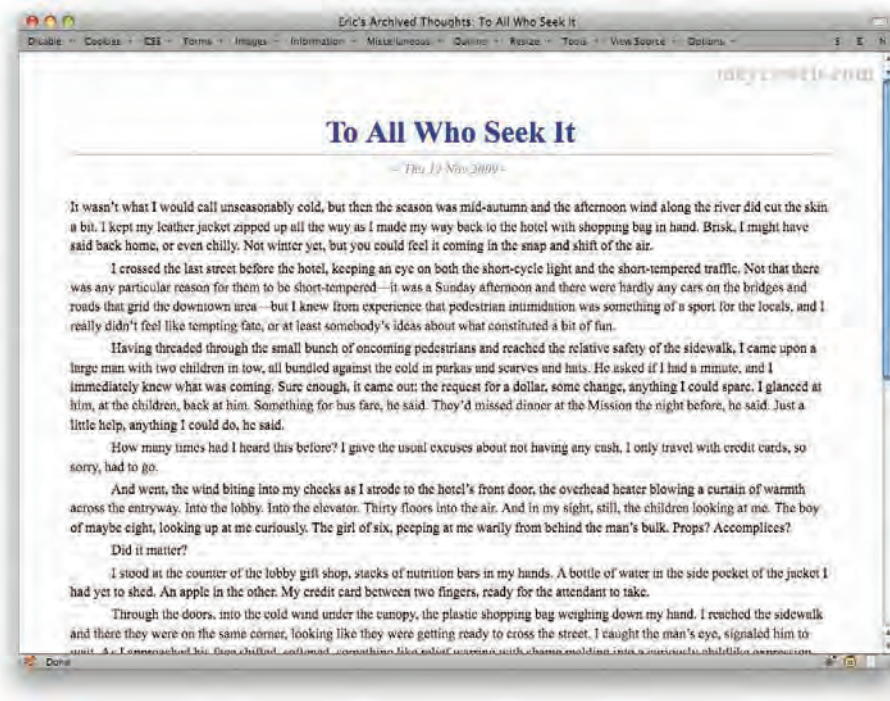 Eric's Archived Thoughts: To All Who Seek It
Disable Cookies CSS Forms Images Information Miscellaneous Outline Resize Tools View Source Options S E N
meyerweb.com
To All Who Seek It
– Thu 19 Nov 2009 –
It wasn't what I would call unseasonably cold, but then the season was mid-autumn and the afternoon wind along the river did cut the skin
a bit. I kept my leather jacket zipped up all the way as I made my way back to the hotel with shopping bag in hand. Brisk, I might have
said back home, or even chilly. Not winter yet, but you could feel it coming in the snap and shift of the air.
I crossed the last street before the hotel, keeping an eye on both the short-cycle light and the short-tempered traffic. Not that there
was any particular reason for them to be short-tempered—it was a Sunday afternoon and there were hardly any cars on the bridges and
roads that grid the downtown area—but I knew from experience that pedestrian intimidation was something of a sport for the locals, and I
really didn't feel like tempting fate, or at least somebody's ideas about what constituted a bit of fun.
Having threaded through the small bunch of oncoming pedestrians and reached the relative safety of the sidewalk, I came upon a
large man with two children in tow, all bundled against the cold in parkas and scarves and hats. He asked if I had a minute, and I
immediately knew what was coming. Sure enough, it came out: the request for a dollar, some change, anything I could spare. I glanced at
him, at the children, back at him. Something for bus fare, he said. They'd missed dinner at the Mission the night before, he said. Just a
little help, anything I could do, he said.
How many times had I heard this before? I gave the usual excuses about not having any cash, I only travel with credit cards, so
sorry, had to go.
And went, the wind biting into my cheeks as I strode to the hotel's front door, the overhead heater blowing a curtain of warmth
across the entryway. Into the lobby. Into the elevator. Thirty floors into the air. And in my sight, still, the children looking at me. The boy
of maybe eight, looking up at me curiously. The girl of six, peeping at me warily from behind the man's bulk. Props? Accomplices?
Did it matter?
I stood at the counter of the lobby gift shop, stacks of nutrition bars in my hands. A bottle of water in the side pocket of the jacket I
had yet to shed. An apple in the other. My credit card between two fingers, ready for the attendant to take.
Through the doors, into the cold wind under the canopy, the plastic shopping bag weighing down my hand. I reached the sidewalk
and there they were on the same corner, looking like they were getting ready to cross the street. I caught the man's eye, signaled him to
wait. As I approached his face shifted, softened, something like relief warring with shame melding into a curiously childlike expression
Done